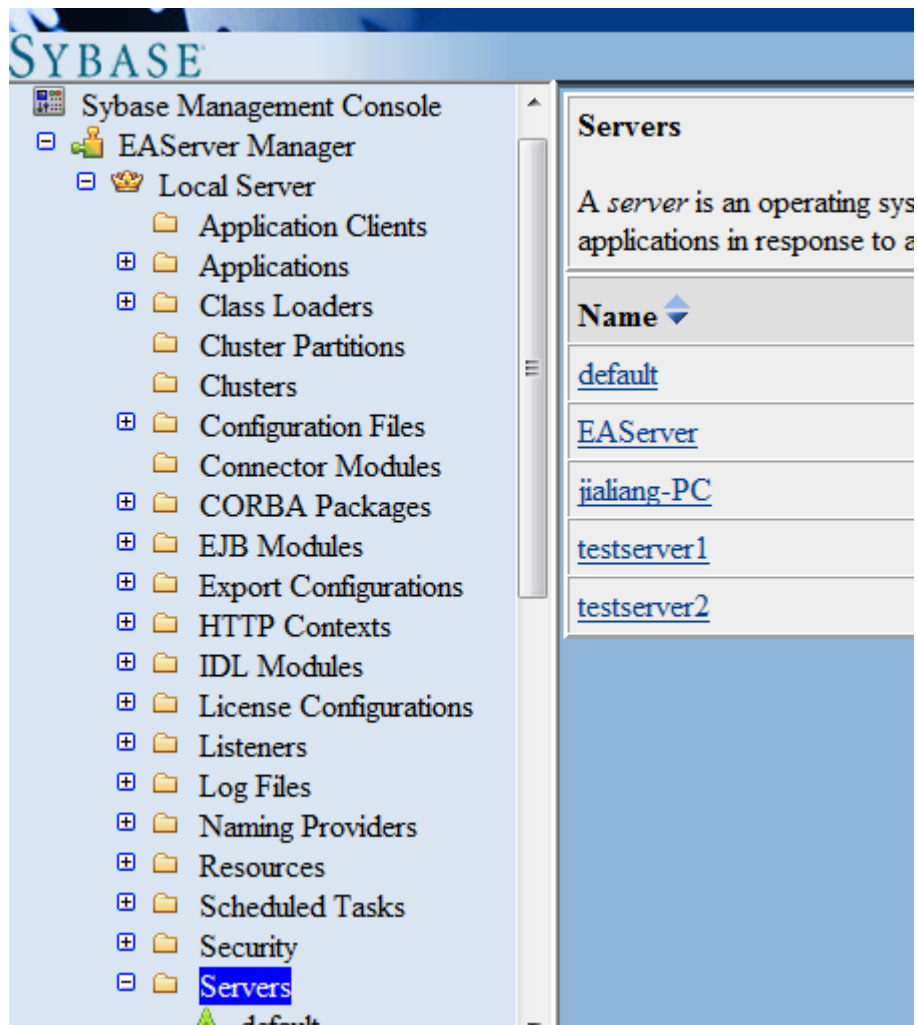 SYBASE
Sybase Management Console
EAServer Manager
Local Server
Application Clients
Applications
Class Loaders
Cluster Partitions
Clusters
Configuration Files
Connector Modules
CORBA Packages
EJB Modules
Export Configurations
HTTP Contexts
IDL Modules
License Configurations
Listeners
Log Files
Naming Providers
Resources
Scheduled Tasks
Security
Servers
default
Servers
A server is an operating sys
applications in response to a
Name
default
EAServer
jialiang-PC
testserver1
testserver2